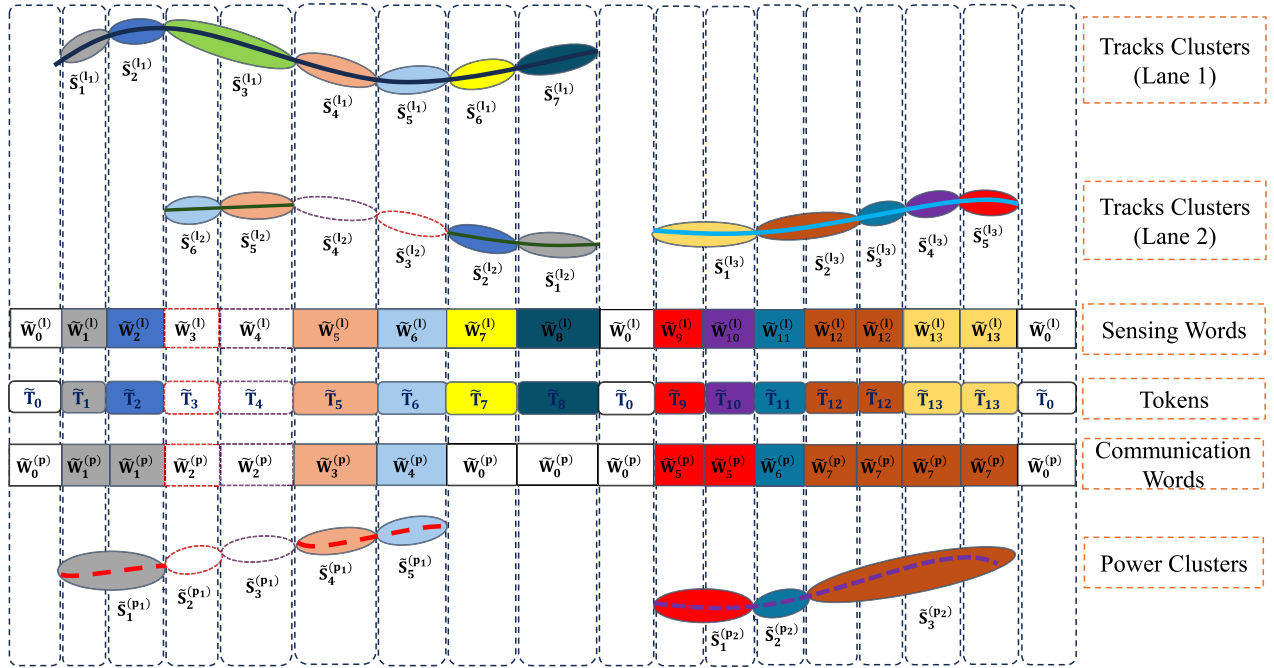 S̃₁^(l₁) S̃₂^(l₁) S̃₃^(l₁) S̃₄^(l₁) S̃₅^(l₁) S̃₆^(l₁) S̃₇^(l₁)
Tracks Clusters
(Lane 1)
S̃₆^(l₂) S̃₅^(l₂) S̃₄^(l₂) S̃₃^(l₂) S̃₂^(l₂) S̃₁^(l₂) S̃₁^(l₃) S̃₂^(l₃) S̃₃^(l₃) S̃₄^(l₃) S̃₅^(l₃)
Tracks Clusters
(Lane 2)
W̃₀^(l) W̃₁^(l) W̃₂^(l) W̃₃^(l) W̃₄^(l) W̃₅^(l) W̃₆^(l) W̃₇^(l) W̃₈^(l) W̃₀^(l) W̃₉^(l) W̃₁₀^(l) W̃₁₁^(l) W̃₁₂^(l) W̃₁₂^(l) W̃₁₃^(l) W̃₁₃^(l) W̃₀^(l)
Sensing Words
T̃₀ T̃₁ T̃₂ T̃₃ T̃₄ T̃₅ T̃₆ T̃₇ T̃₈ T̃₀ T̃₉ T̃₁₀ T̃₁₁ T̃₁₂ T̃₁₂ T̃₁₃ T̃₁₃ T̃₀
Tokens
W̃₀^(p) W̃₁^(p) W̃₁^(p) W̃₂^(p) W̃₂^(p) W̃₃^(p) W̃₄^(p) W̃₀^(p) W̃₀^(p) W̃₀^(p) W̃₅^(p) W̃₅^(p) W̃₆^(p) W̃₇^(p) W̃₇^(p) W̃₇^(p) W̃₇^(p) W̃₀^(p)
Communication
Words
S̃₁^(p₁) S̃₂^(p₁) S̃₃^(p₁) S̃₄^(p₁) S̃₅^(p₁) S̃₁^(p₂) S̃₂^(p₂) S̃₃^(p₂)
Power Clusters